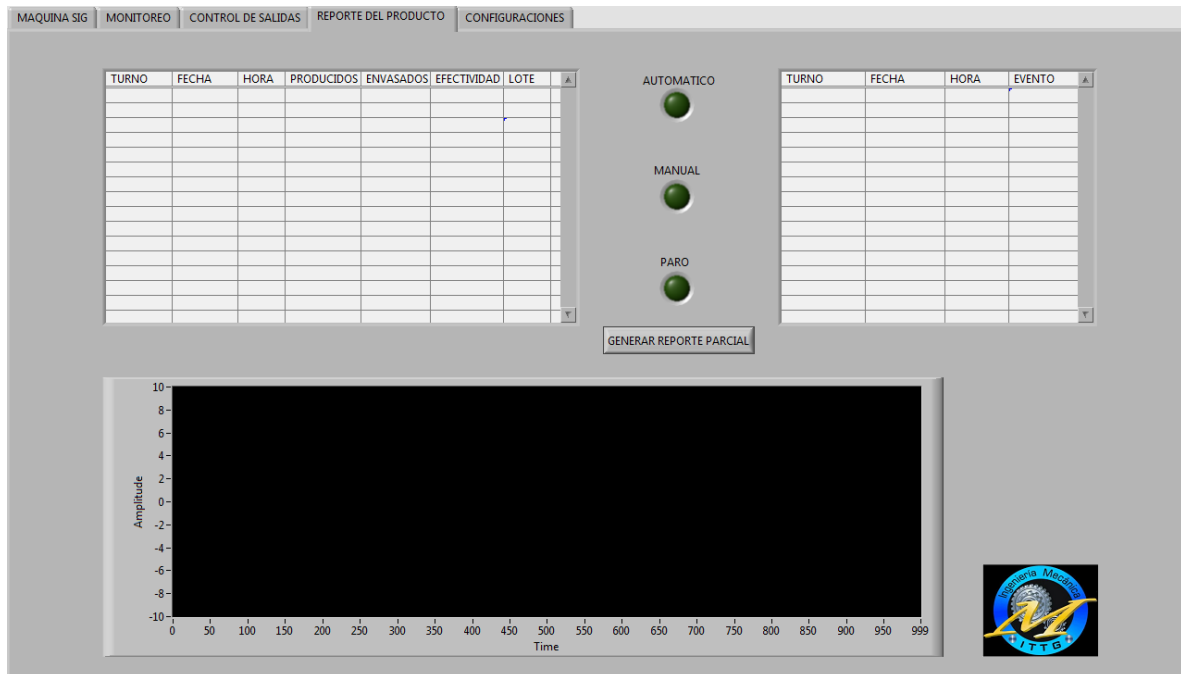 MAQUINA SIG MONITOREO CONTROL DE SALIDAS REPORTE DEL PRODUCTO CONFIGURACIONES
TURNO FECHA HORA PRODUCIDOS ENVASADOS EFECTIVIDAD LOTE
AUTOMATICO
MANUAL
PARO
GENERAR REPORTE PARCIAL
TURNO FECHA HORA EVENTO
Amplitude
10
8
6
4
2
0
-2
-4
-6
-8
-10
0 50 100 150 200 250 300 350 400 450 500 550 600 650 700 750 800 850 900 950 999
Time
Ingeniería Mecánica
M
ITTG